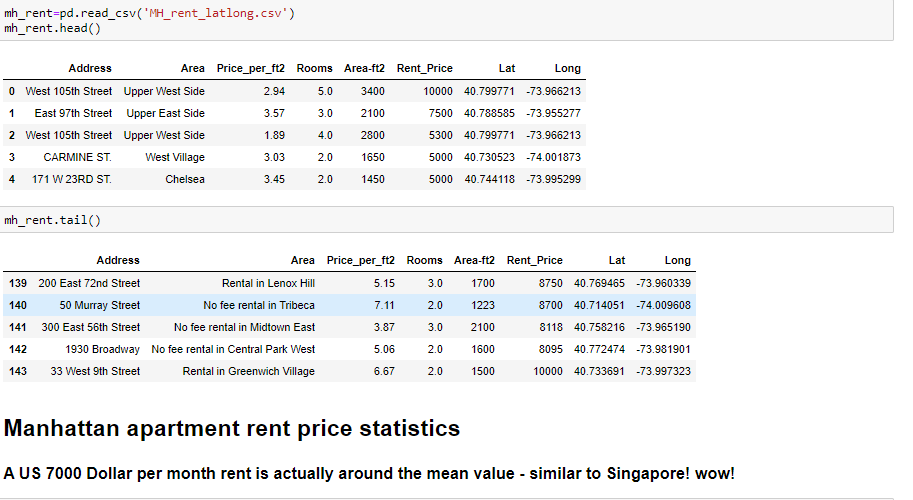 mh_rent=pd.read_csv('MH_rent_latlong.csv')
mh_rent.head()
Address Area Price_per_ft2 Rooms Area-ft2 Rent_Price Lat Long
0 West 105th Street Upper West Side 2.94 5.0 3400 10000 40.799771 -73.966213
1 East 97th Street Upper East Side 3.57 3.0 2100 7500 40.788585 -73.955277
2 West 105th Street Upper West Side 1.89 4.0 2800 5300 40.799771 -73.966213
3 CARMINE ST. West Village 3.03 2.0 1650 5000 40.730523 -74.001873
4 171 W 23RD ST. Chelsea 3.45 2.0 1450 5000 40.744118 -73.995299
mh_rent.tail()
Address Area Price_per_ft2 Rooms Area-ft2 Rent_Price Lat Long
139 200 East 72nd Street Rental in Lenox Hill 5.15 3.0 1700 8750 40.769465 -73.960339
140 50 Murray Street No fee rental in Tribeca 7.11 2.0 1223 8700 40.714051 -74.009608
141 300 East 56th Street No fee rental in Midtown East 3.87 3.0 2100 8118 40.758216 -73.965190
142 1930 Broadway No fee rental in Central Park West 5.06 2.0 1600 8095 40.772474 -73.981901
143 33 West 9th Street Rental in Greenwich Village 6.67 2.0 1500 10000 40.733691 -73.997323
Manhattan apartment rent price statistics
A US 7000 Dollar per month rent is actually around the mean value - similar to Singapore! wow!